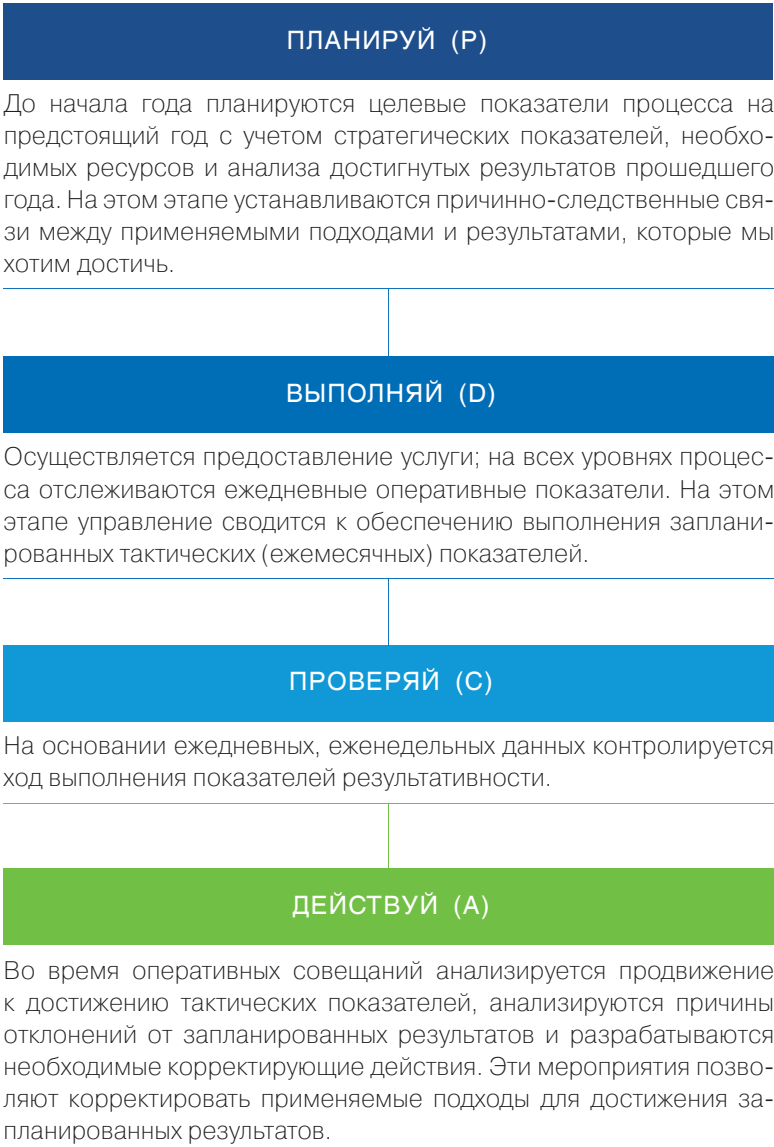 ПЛАНИРУЙ (P)
До начала года планируются целевые показатели процесса на
предстоящий год с учетом стратегических показателей, необхо-
димых ресурсов и анализа достигнутых результатов прошедшего
года. На этом этапе устанавливаются причинно-следственные свя-
зи между применяемыми подходами и результатами, которые мы
хотим достичь.
ВЫПОЛНЯЙ (D)
Осуществляется предоставление услуги; на всех уровнях процес-
са отслеживаются ежедневные оперативные показатели. На этом
этапе управление сводится к обеспечению выполнения заплани-
рованных тактических (ежемесячных) показателей.
ПРОВЕРЯЙ (C)
На основании ежедневных, еженедельных данных контролируется
ход выполнения показателей результативности.
ДЕЙСТВУЙ (A)
Во время оперативных совещаний анализируется продвижение
к достижению тактических показателей, анализируются причины
отклонений от запланированных результатов и разрабатываются
необходимые корректирующие действия. Эти мероприятия позво-
ляют корректировать применяемые подходы для достижения за-
планированных результатов.